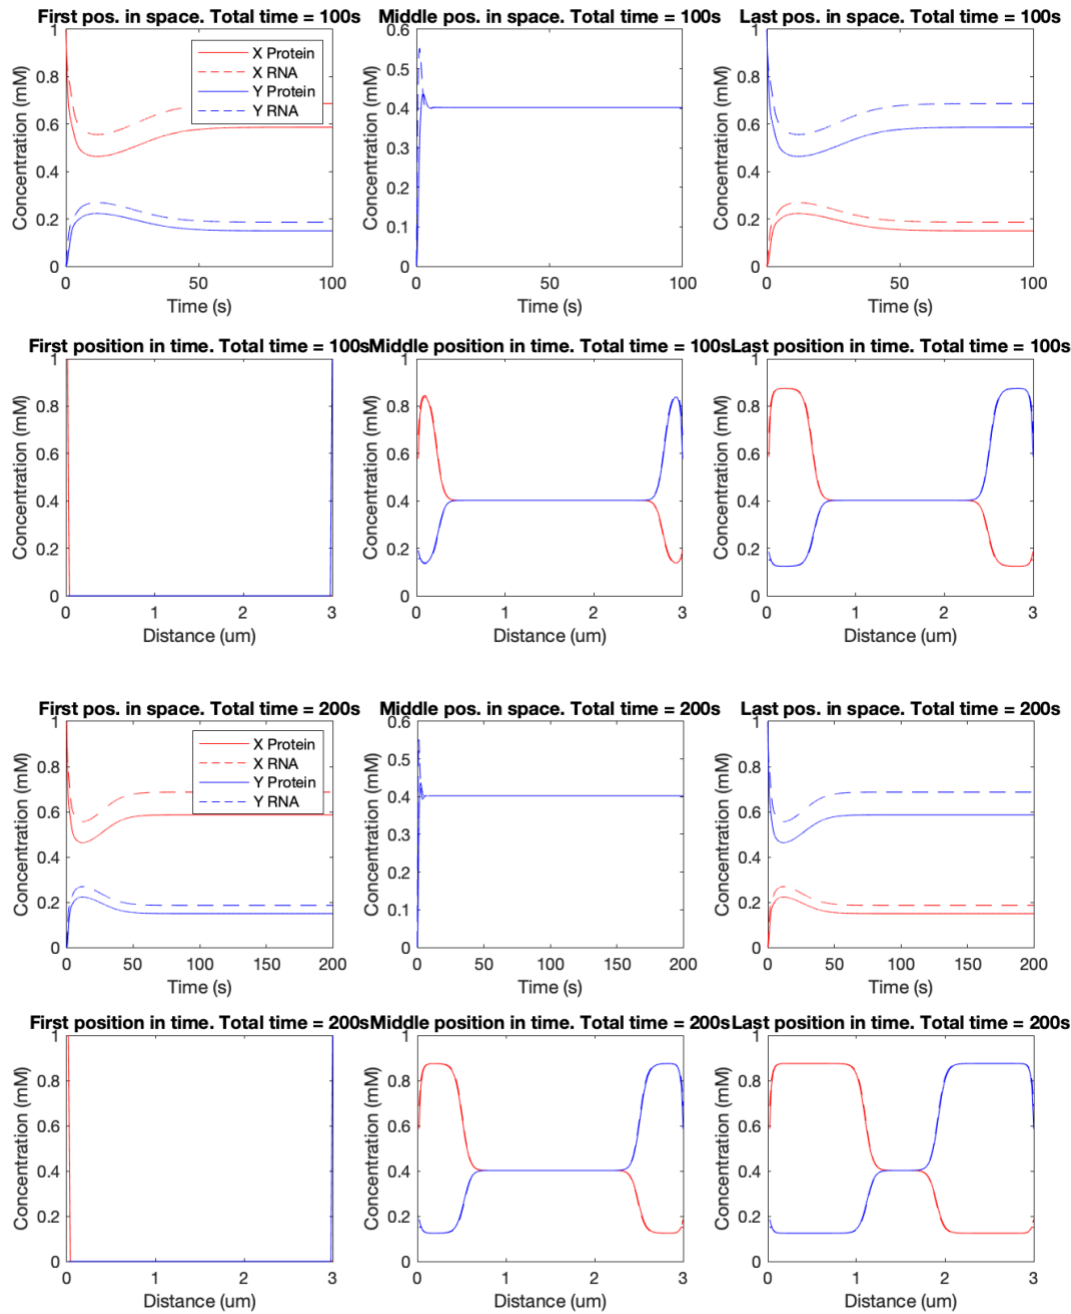 First pos. in space. Total time = 100s
Concentration (mM)
1
0.8
0.6
0.4
0.2
0
0 50 100
Time (s)
X Protein
X RNA
Y Protein
Y RNA
Middle pos. in space. Total time = 100s
Concentration (mM)
0.6
0.5
0.4
0.3
0.2
0.1
0
0 50 100
Time (s)
Last pos. in space. Total time = 100s
Concentration (mM)
1
0.8
0.6
0.4
0.2
0
0 50 100
Time (s)
First position in time. Total time = 100s
Concentration (mM)
1
0.8
0.6
0.4
0.2
0
0 1 2 3
Distance (um)
Middle position in time. Total time = 100s
Concentration (mM)
1
0.8
0.6
0.4
0.2
0
0 1 2 3
Distance (um)
Last position in time. Total time = 100s
Concentration (mM)
1
0.8
0.6
0.4
0.2
0
0 1 2 3
Distance (um)
First pos. in space. Total time = 200s
Concentration (mM)
1
0.8
0.6
0.4
0.2
0
0 50 100 150 200
Time (s)
X Protein
X RNA
Y Protein
Y RNA
Middle pos. in space. Total time = 200s
Concentration (mM)
0.6
0.5
0.4
0.3
0.2
0.1
0
0 50 100 150 200
Time (s)
Last pos. in space. Total time = 200s
Concentration (mM)
1
0.8
0.6
0.4
0.2
0
0 50 100 150 200
Time (s)
First position in time. Total time = 200s
Concentration (mM)
1
0.8
0.6
0.4
0.2
0
0 1 2 3
Distance (um)
Middle position in time. Total time = 200s
Concentration (mM)
1
0.8
0.6
0.4
0.2
0
0 1 2 3
Distance (um)
Last position in time. Total time = 200s
Concentration (mM)
1
0.8
0.6
0.4
0.2
0
0 1 2 3
Distance (um)